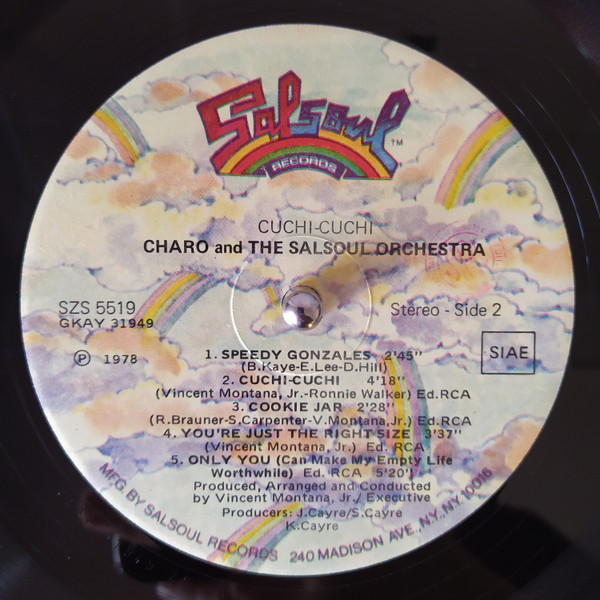 Salsoul™
RECORDS
CUCHI-CUCHI
CHARO and THE SALSOUL ORCHESTRA
SZS 5519
GKAY 31949
Stereo - Side 2
Ⓟ 1978
SIAE
1. SPEEDY GONZALES 2'45"
(B.Kaye-E.Lee-D.Hill)
2. CUCHI-CUCHI 4'18"
(Vincent Montana, Jr.-Ronnie Walker) Ed.RCA
3. COOKIE JAR 2'28"
(R.Brauner-S.Carpenter-V.Montana,Jr.) Ed.RCA
4. YOU'RE JUST THE RIGHT SIZE 3'37"
(Vincent Montana, Jr.) Ed. RCA
5. ONLY YOU (Can Make My Empty Life
Worthwhile) Ed. RCA 5'20")
Produced, Arranged and Conducted
by Vincent Montana, Jr./ Executive
Producers: J.Cayre/S.Cayre
K.Cayre
MFG. BY SALSOUL RECORDS 240 MADISON AVE., N.Y., N.Y. 10016